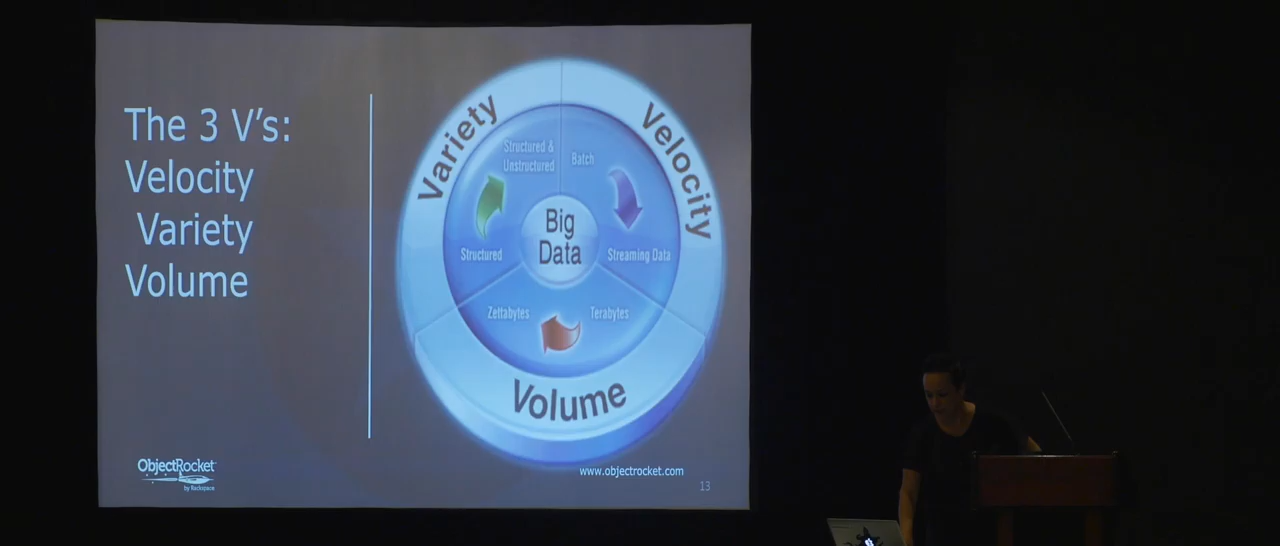 The 3 V's:
Velocity
Variety
Volume
Variety
Velocity
Structured &
Unstructured
Batch
Big
Data
Structured
Streaming Data
Zettabytes
Terabytes
Volume
ObjectRocket
by Rackspace
www.objectrocket.com
13